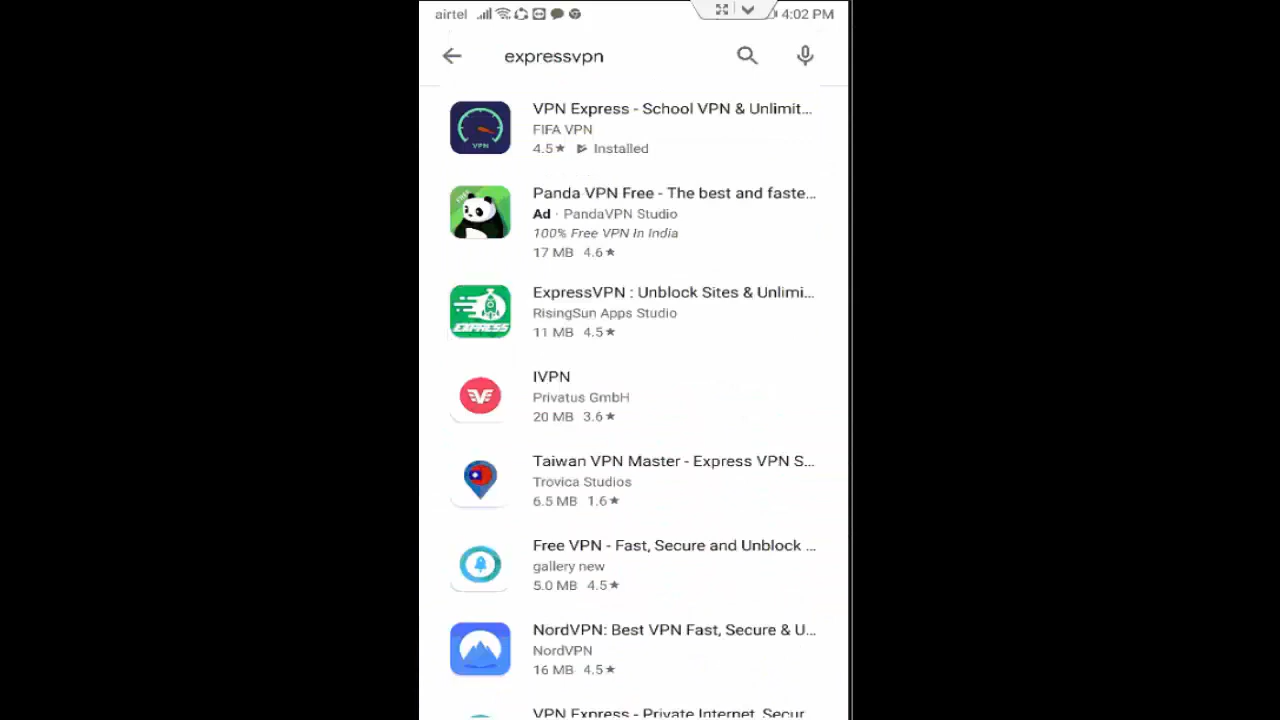 airtel 4:02 PM
expressvpn
VPN Express - School VPN & Unlimit...
FIFA VPN
4.5★ Installed
VPN
Panda VPN Free - The best and faste...
Ad · PandaVPN Studio
100% Free VPN In India
17 MB 4.6★
FREE
ExpressVPN : Unblock Sites & Unlimi...
RisingSun Apps Studio
11 MB 4.5★
EXPRESS
IVPN
Privatus GmbH
20 MB 3.6★
Taiwan VPN Master - Express VPN S...
Trovica Studios
6.5 MB 1.6★
Free VPN - Fast, Secure and Unblock ...
gallery new
5.0 MB 4.5★
NordVPN: Best VPN Fast, Secure & U...
NordVPN
16 MB 4.5★
VPN Express - Private Internet, Secur